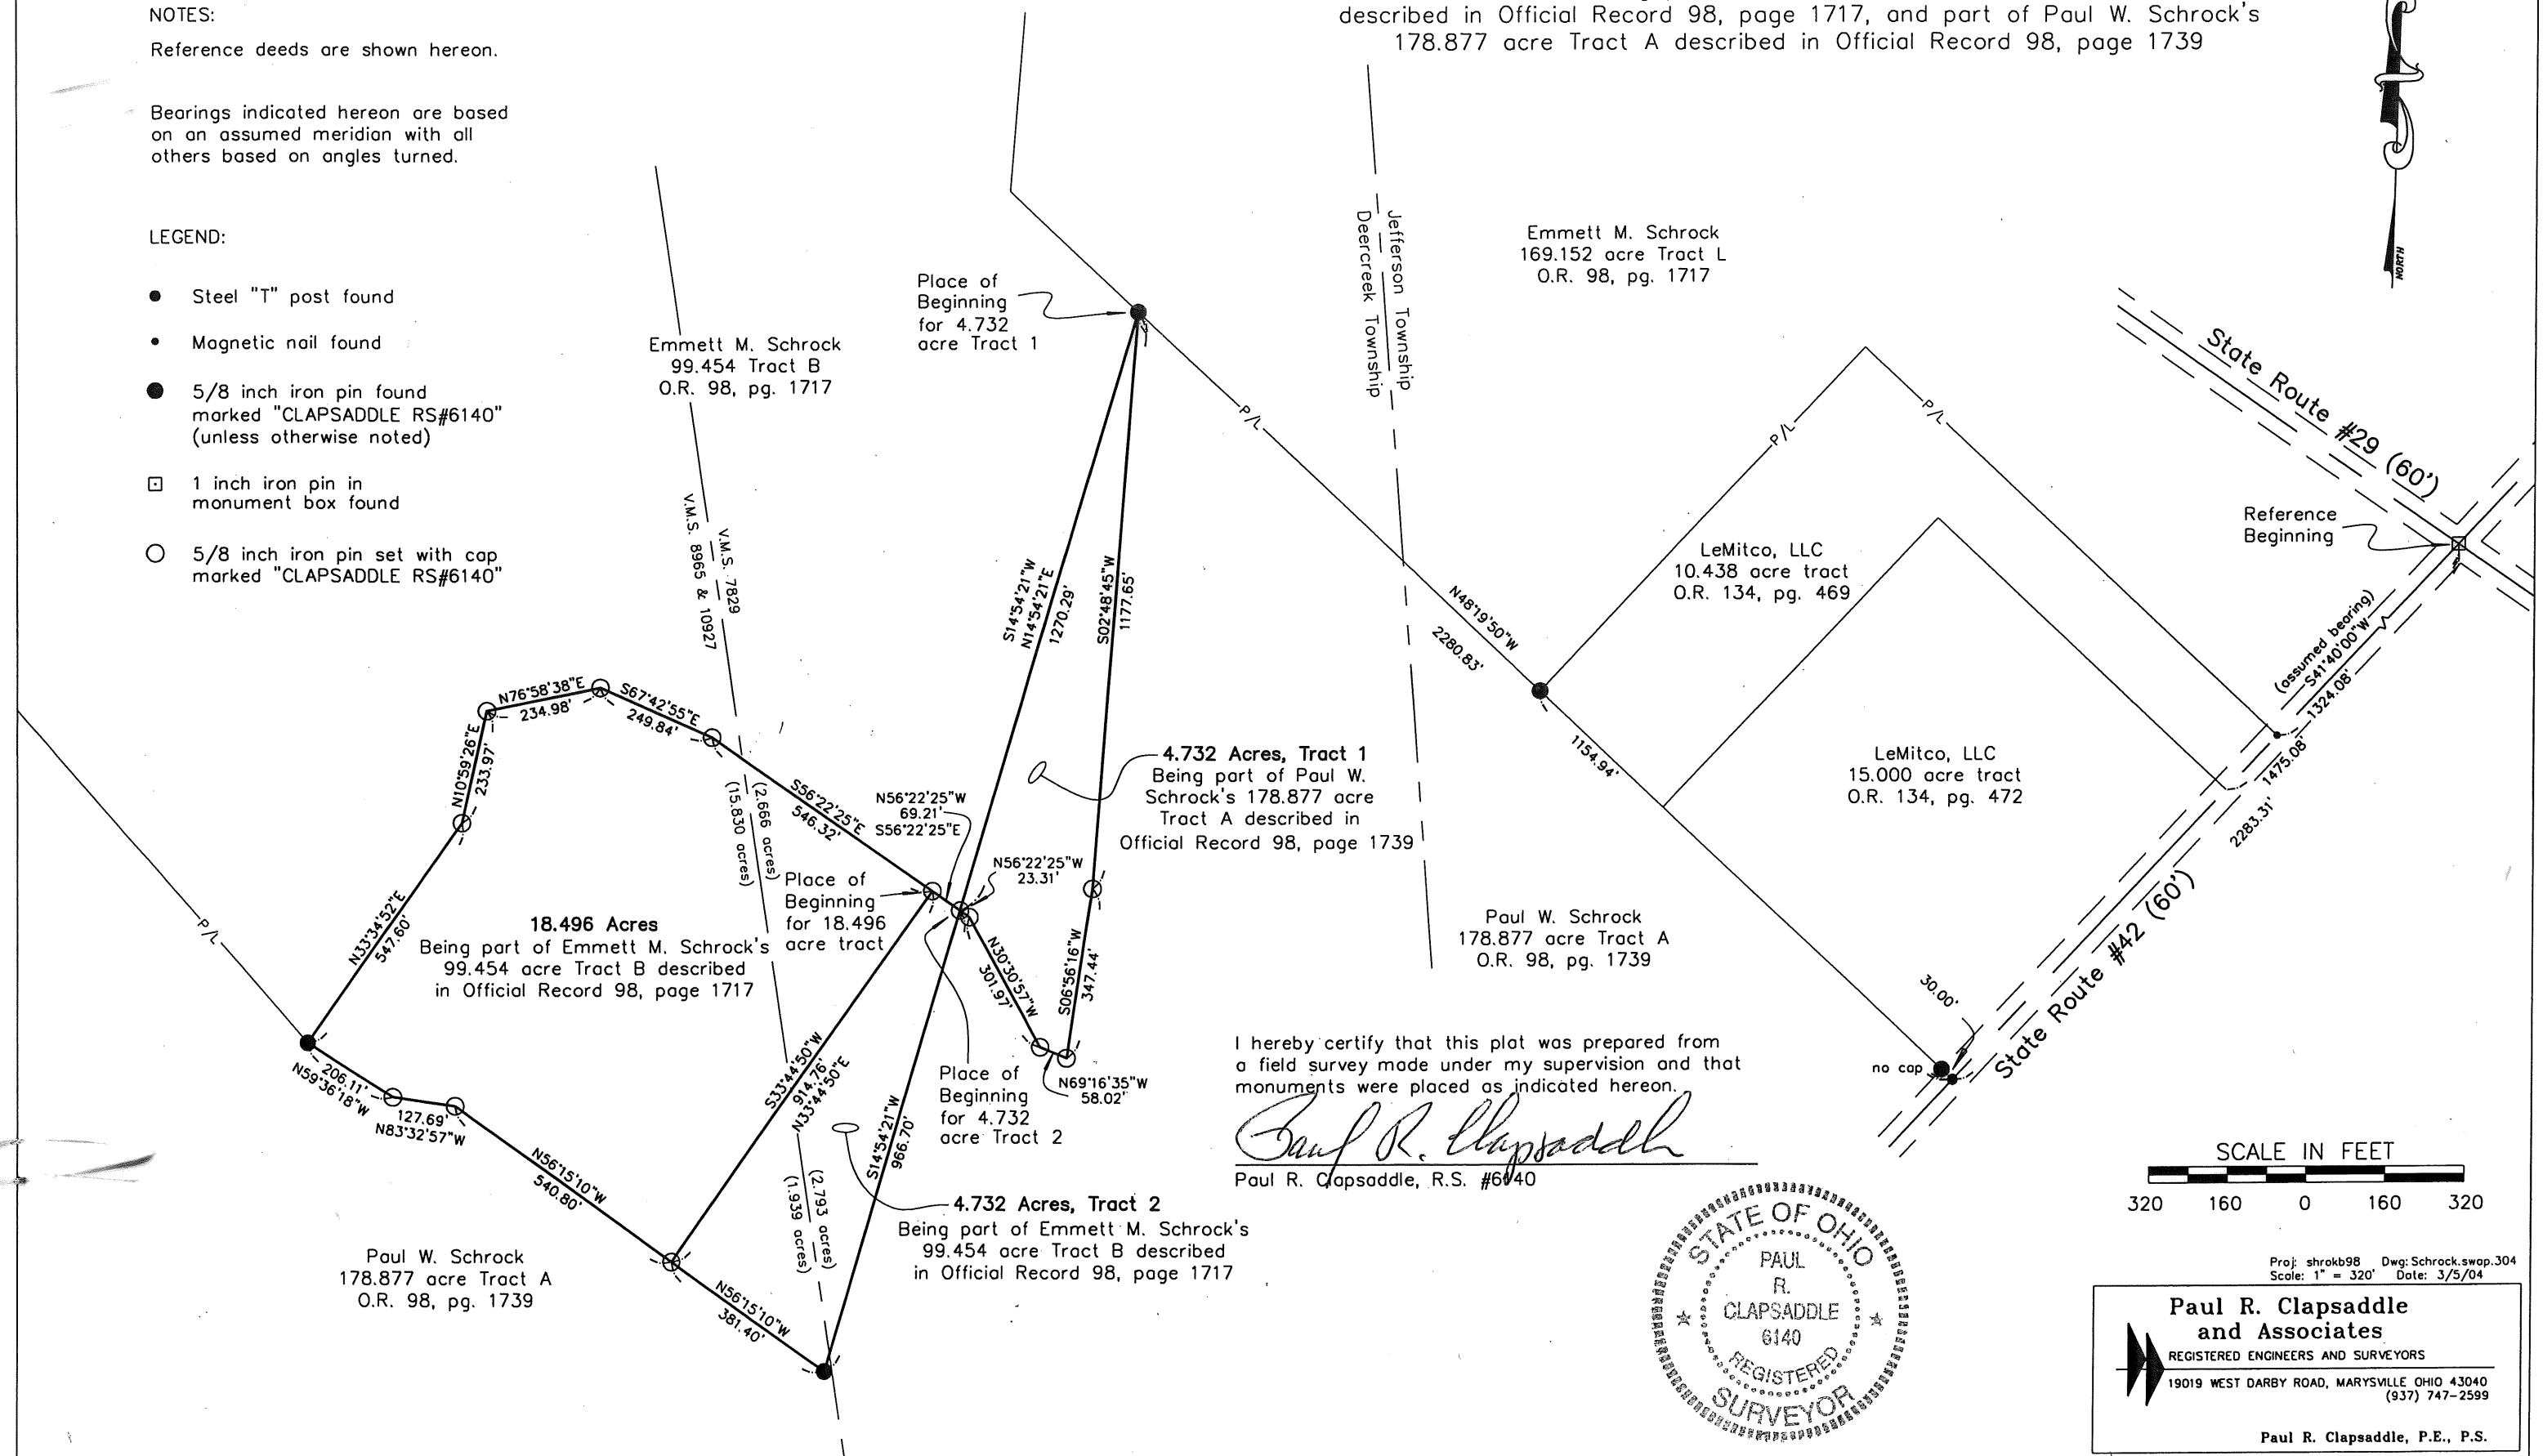 NOTES:
Reference deeds are shown hereon.
Bearings indicated hereon are based
on an assumed meridian with all
others based on angles turned.
LEGEND:
Steel "T" post found
Magnetic nail found
5/8 inch iron pin found
marked "CLAPSADDLE RS#6140"
(unless otherwise noted)
1 inch iron pin in
monument box found
5/8 inch iron pin set with cap
marked "CLAPSADDLE RS#6140"
described in Official Record 98, page 1717, and part of Paul W. Schrock's
178.877 acre Tract A described in Official Record 98, page 1739
NORTH
Emmett M. Schrock
99.454 Tract B
O.R. 98, pg. 1717
Place of
Beginning
for 4.732
acre Tract 1
Jefferson Township
Deercreek Township
Emmett M. Schrock
169.152 acre Tract L
O.R. 98, pg. 1717
State Route #29 (60')
Reference
Beginning
P/L
P/L
P/L
LeMitco, LLC
10.438 acre tract
O.R. 134, pg. 469
LeMitco, LLC
15.000 acre tract
O.R. 134, pg. 472
(assumed bearing)
S41°40'00"W
1324.08'
1475.08'
2283.31'
State Route #42 (60')
N48°19'50"W
2280.83'
1154.94'
30.00'
no cap
V.M.S. 7829
V.M.S. 8965 & 10927
S14°54'21"W
N14°54'21"E
1270.29'
S02°48'45"W
1177.65'
N76°58'38"E
234.98'
S67°42'55"E
249.84'
N10°59'26"E
233.97'
S56°22'25"E
546.32'
(2.666 acres)
(15.830 acres)
N56°22'25"W
69.21'
S56°22'25"E
N56°22'25"W
23.31'
4.732 Acres, Tract 1
Being part of Paul W.
Schrock's 178.877 acre
Tract A described in
Official Record 98, page 1739
Place of
Beginning
for 18.496
acre tract
18.496 Acres
Being part of Emmett M. Schrock's
99.454 acre Tract B described
in Official Record 98, page 1717
P/L
N33°34'52"E
547.60'
N30°30'57"W
301.97'
S06°56'16"W
347.44'
N69°16'35"W
58.02'
Paul W. Schrock
178.877 acre Tract A
O.R. 98, pg. 1739
206.11'
N59°36'18"W
127.69'
N83°32'57"W
N56°15'10"W
540.80'
S33°44'50"W
914.76'
N33°44'50"E
S14°54'21"W
966.70'
Place of
Beginning
for 4.732
acre Tract 2
(2.793 acres)
(1.939 acres)
4.732 Acres, Tract 2
Being part of Emmett M. Schrock's
99.454 acre Tract B described
in Official Record 98, page 1717
N56°15'10"W
381.40'
Paul W. Schrock
178.877 acre Tract A
O.R. 98, pg. 1739
I hereby certify that this plat was prepared from
a field survey made under my supervision and that
monuments were placed as indicated hereon.
Paul R. Clapsaddle
Paul R. Clapsaddle, R.S. #6140
STATE OF OHIO
PAUL
R.
CLAPSADDLE
6140
REGISTERED
SURVEYOR
SCALE IN FEET
320 160 0 160 320
Proj: shrokb98 Dwg:Schrock.swap.304
Scale: 1" = 320' Date: 3/5/04
Paul R. Clapsaddle
and Associates
REGISTERED ENGINEERS AND SURVEYORS
19019 WEST DARBY ROAD, MARYSVILLE OHIO 43040
(937) 747-2599
Paul R. Clapsaddle, P.E., P.S.